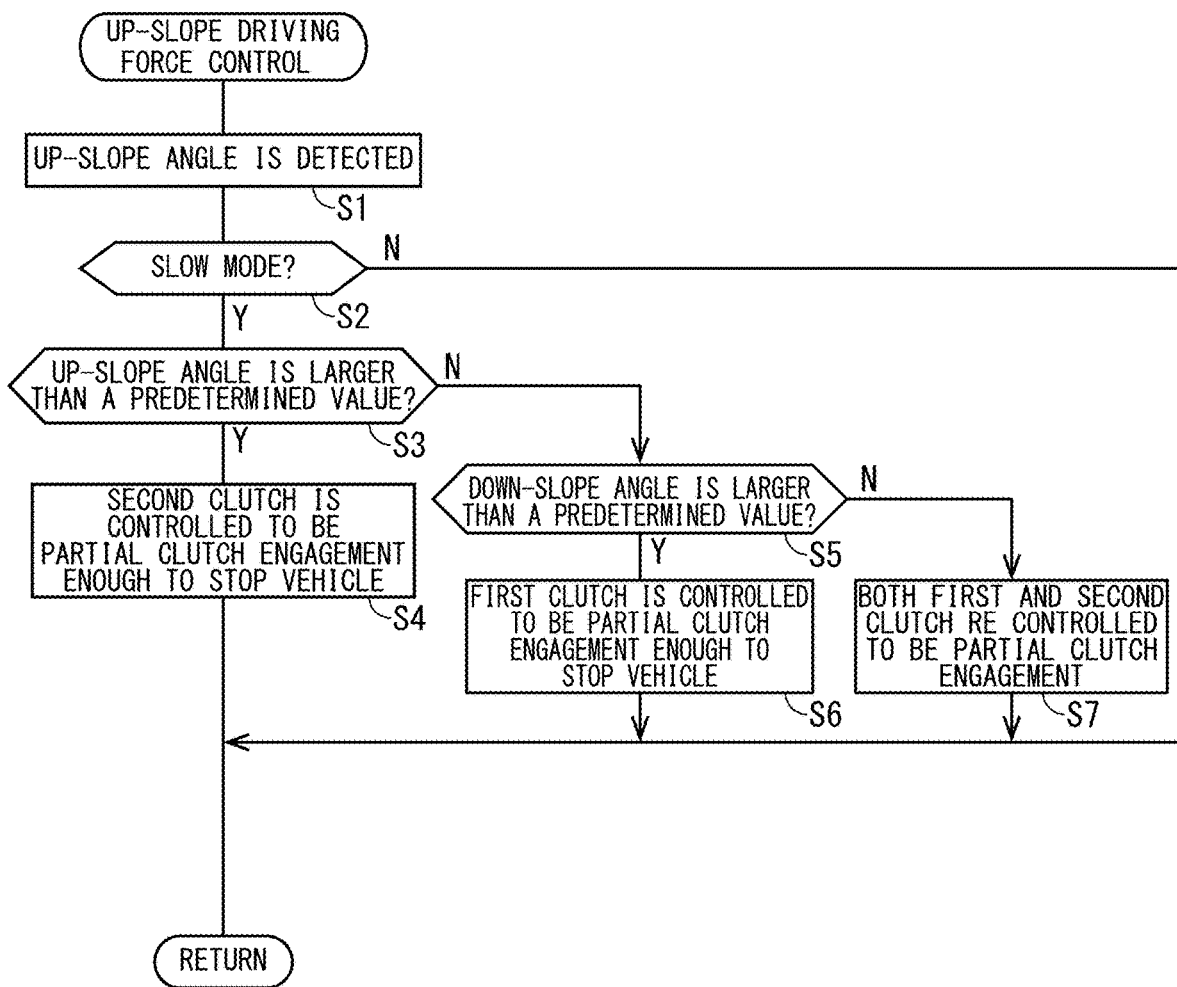 UP-SLOPE DRIVING
FORCE CONTROL
UP-SLOPE ANGLE IS DETECTED
S1
SLOW MODE?
N
S2
Y
UP-SLOPE ANGLE IS LARGER
THAN A PREDETERMINED VALUE?
N
S3
Y
SECOND CLUTCH IS
CONTROLLED TO BE
PARTIAL CLUTCH ENGAGEMENT
ENOUGH TO STOP VEHICLE
S4
DOWN-SLOPE ANGLE IS LARGER
THAN A PREDETERMINED VALUE?
N
S5
Y
FIRST CLUTCH IS CONTROLLED
TO BE PARTIAL CLUTCH
ENGAGEMENT ENOUGH TO
STOP VEHICLE
S6
BOTH FIRST AND SECOND
CLUTCH RE CONTROLLED
TO BE PARTIAL CLUTCH
ENGAGEMENT
S7
RETURN